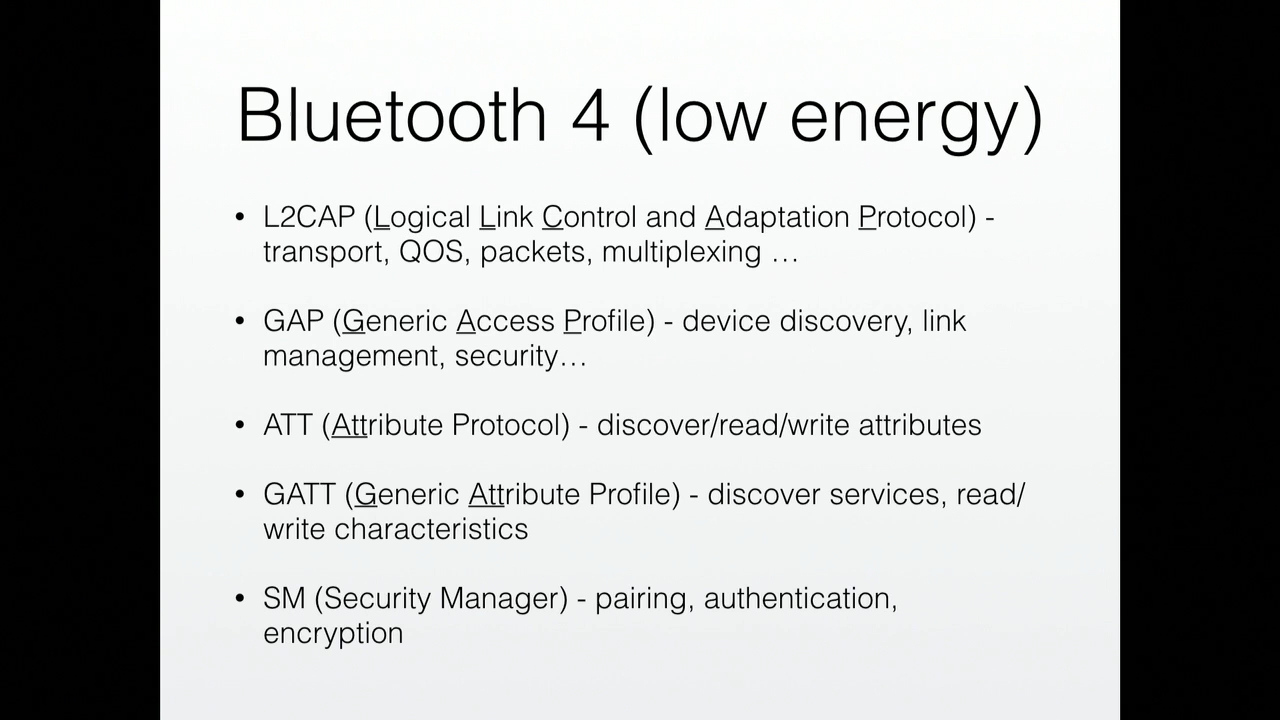 Bluetooth 4 (low energy)
• L2CAP (Logical Link Control and Adaptation Protocol) -
transport, QOS, packets, multiplexing …
• GAP (Generic Access Profile) - device discovery, link
management, security…
• ATT (Attribute Protocol) - discover/read/write attributes
• GATT (Generic Attribute Profile) - discover services, read/
write characteristics
• SM (Security Manager) - pairing, authentication,
encryption